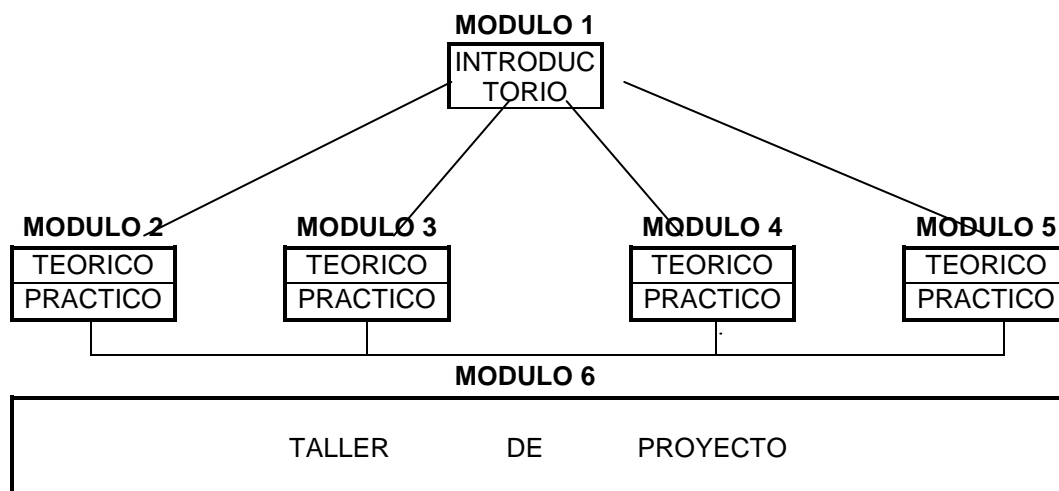 MODULO 1
INTRODUC
TORIO
MODULO 2 MODULO 3 MODULO 4 MODULO 5
TEORICO TEORICO TEORICO TEORICO
PRACTICO PRACTICO PRACTICO PRACTICO
MODULO 6
TALLER DE PROYECTO